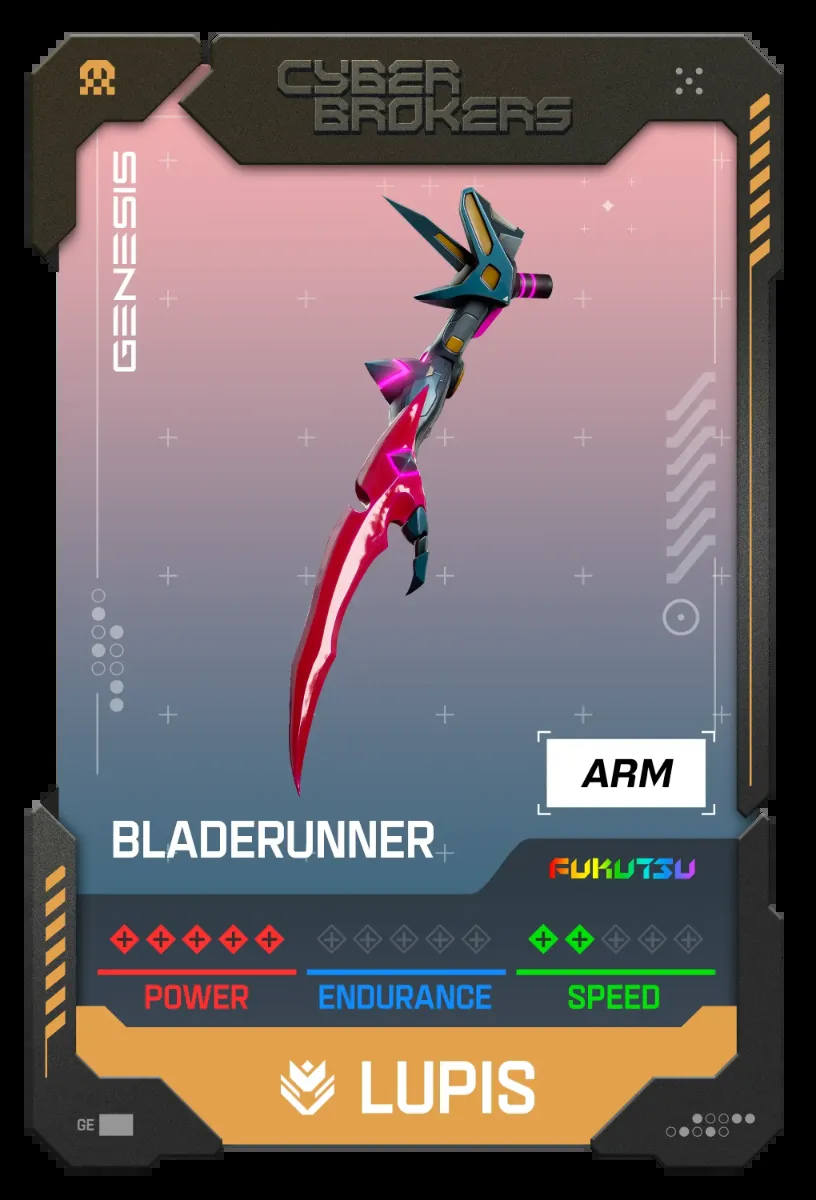 CYBER
BROKERS
GENESIS
ARM
BLADERUNNER
FUKUTSU
POWER
ENDURANCE
SPEED
LUPIS
GE